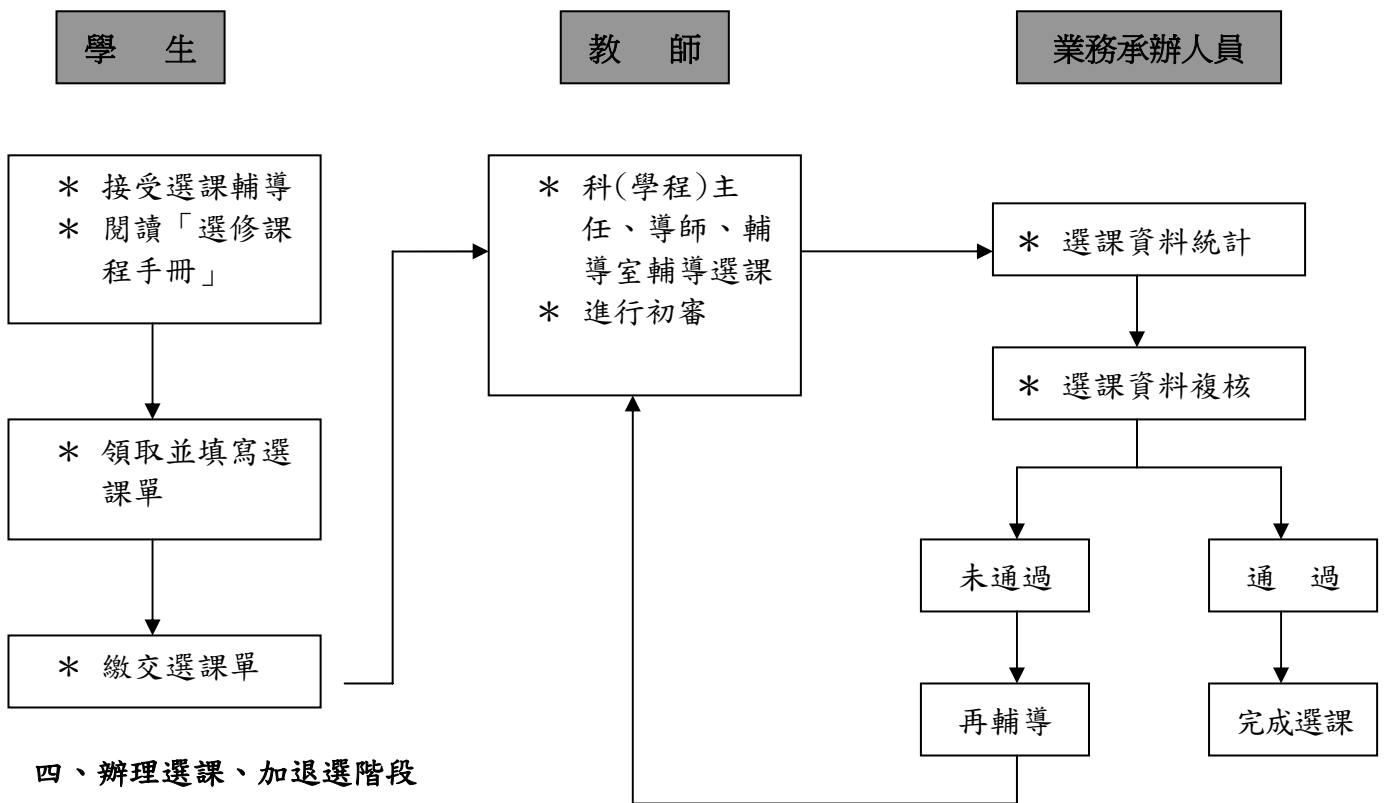 學 生
教 師
業務承辦人員
＊ 接受選課輔導
＊ 閱讀「選修課
程手冊」
＊ 領取並填寫選
課單
＊ 繳交選課單
＊ 科(學程)主
任、導師、輔
導室輔導選課
＊ 進行初審
＊ 選課資料統計
＊ 選課資料複核
未通過
通 過
再輔導
完成選課
四、辦理選課、加退選階段